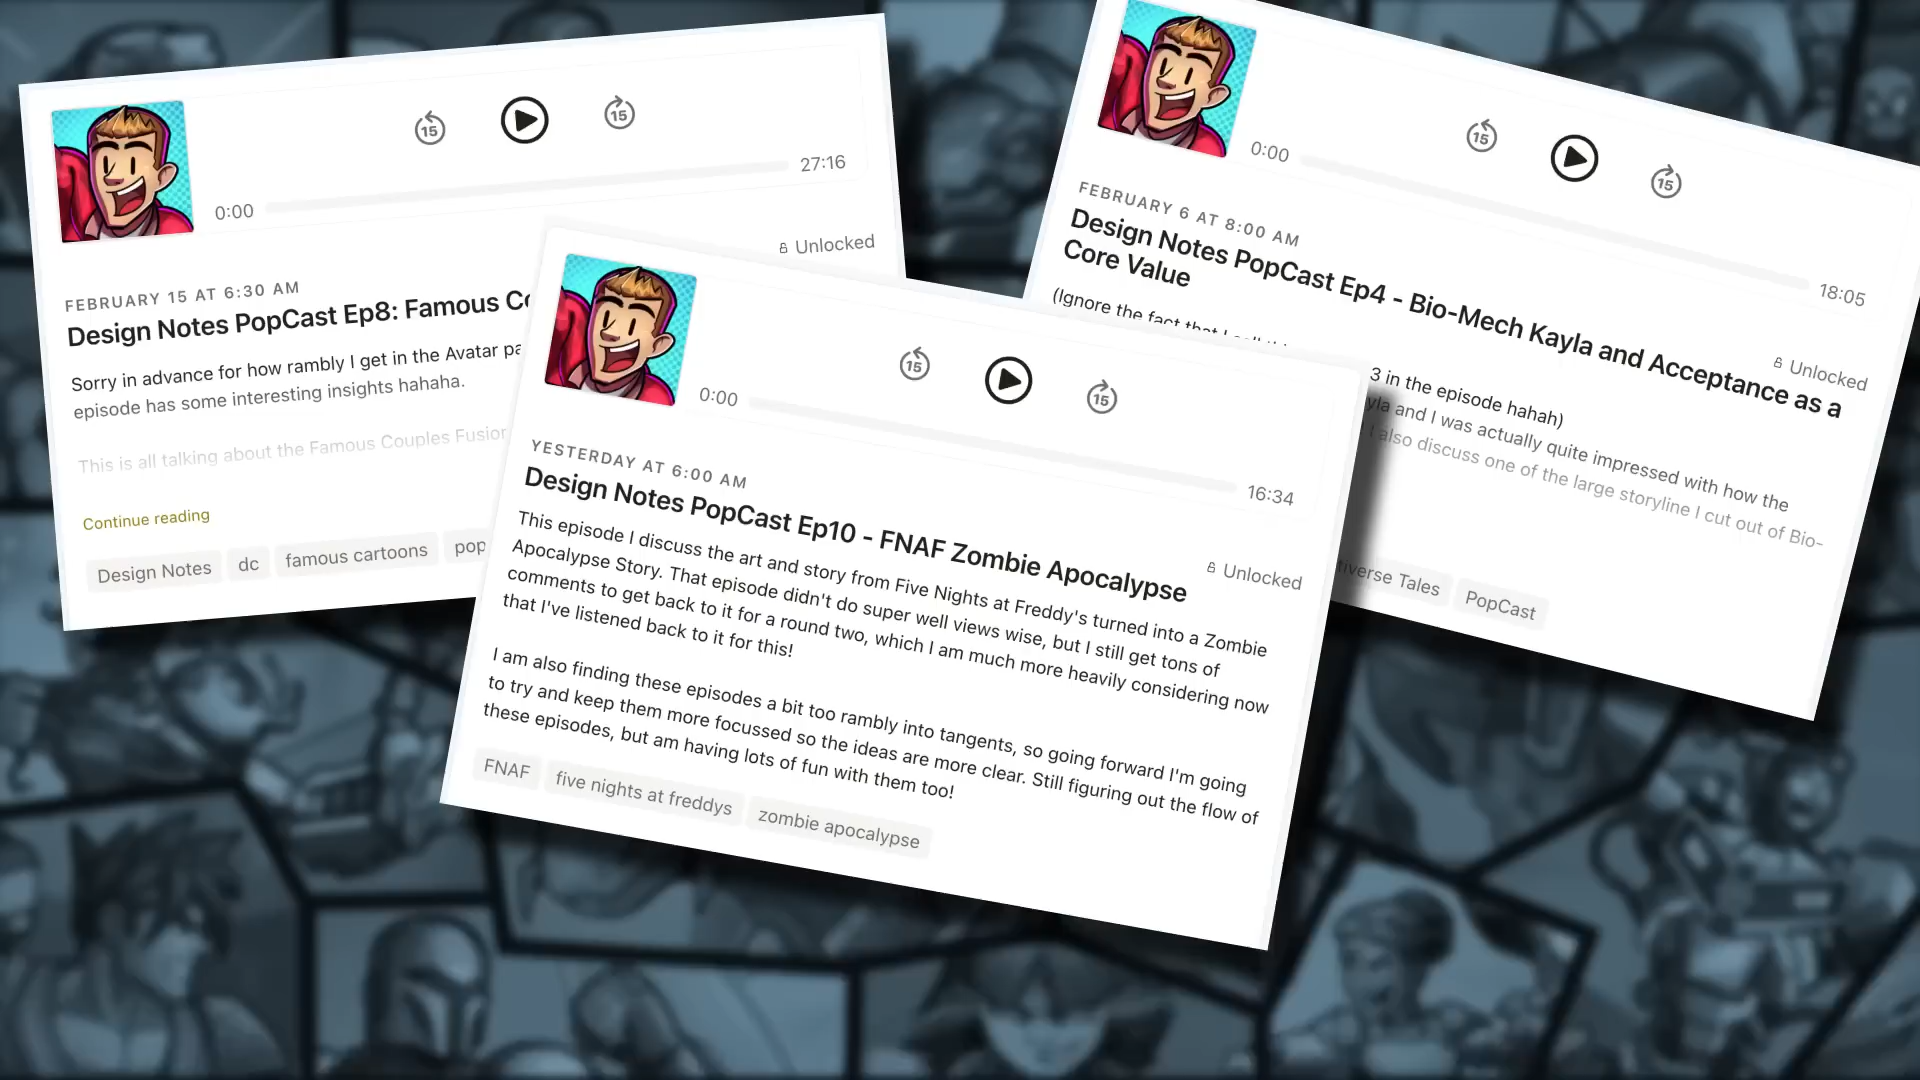 15
15
0:00
27:16
Unlocked
FEBRUARY 15 AT 6:30 AM
Design Notes PopCast Ep8: Famous
Sorry in advance for how rambly I get in the Avatar
episode has some interesting insights hahaha.
This is all talking about the Famous Couples Fusion
Continue reading
Design Notes
dc
famous cartoons
pop
15
15
0:00
18:05
FEBRUARY 6 AT 8:00 AM
Unlocked
Design Notes PopCast Ep4 - Bio-Mech Kayla and Acceptance as a
Core Value
(Ignore the fact that I call this
3 in the episode hahah)
and I was actually quite impressed with how the
I also discuss one of the large storyline I cut out of Bio-
Tales
PopCast
15
15
0:00
16:34
YESTERDAY AT 6:00 AM
Unlocked
Design Notes PopCast Ep10 - FNAF Zombie Apocalypse
This episode I discuss the art and story from Five Nights at Freddy's turned into a Zombie
Apocalypse Story. That episode didn't do super well views wise, but I still get tons of
comments to get back to it for a round two, which I am much more heavily considering now
that I've listened back to it for this!
I am also finding these episodes a bit too rambly into tangents, so going forward I'm going
to try and keep them more focussed so the ideas are more clear. Still figuring out the flow of
these episodes, but am having lots of fun with them too!
FNAF
five nights at freddys
zombie apocalypse